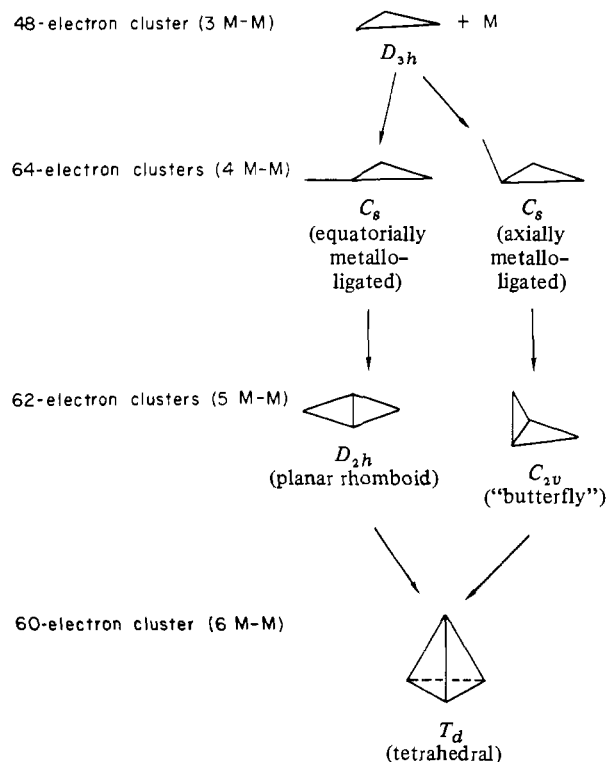 48-electron cluster (3 M-M)
+ M
D3h
64-electron clusters (4 M-M)
Cs
(equatorially
metallo-
ligated)
Cs
(axially
metallo-
ligated)
62-electron clusters (5 M-M)
D2h
(planar rhomboid)
C2v
("butterfly")
60-electron cluster (6 M-M)
Td
(tetrahedral)